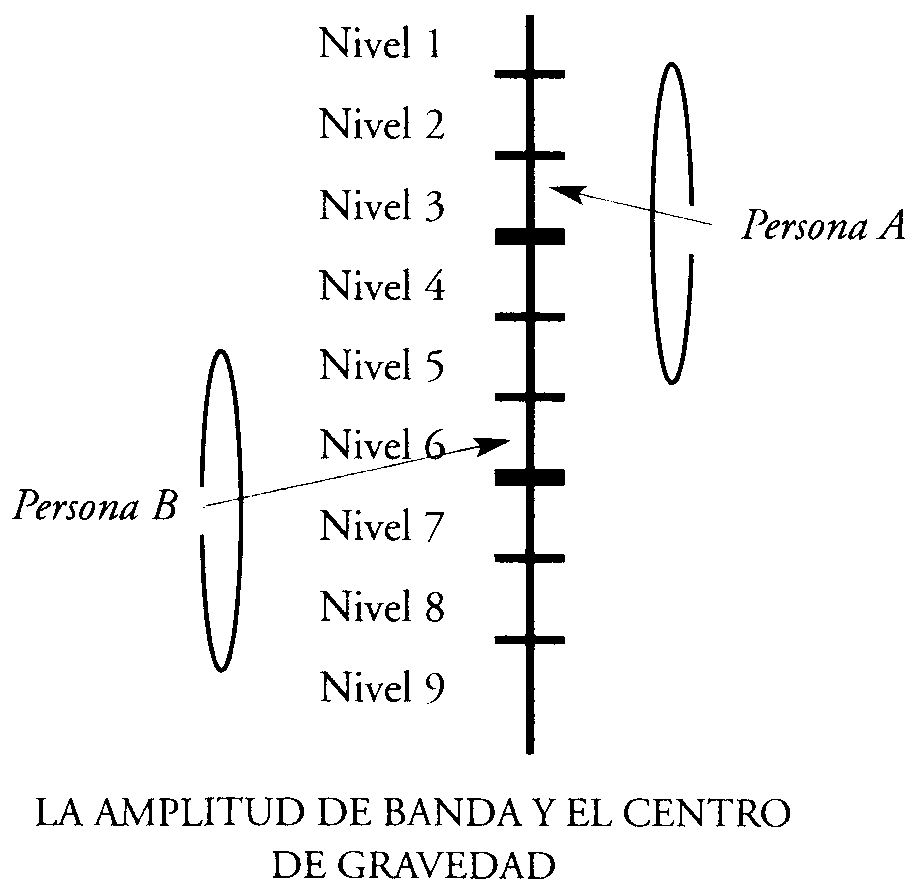 Nivel 1
Nivel 2
Nivel 3
Persona A
Nivel 4
Nivel 5
Nivel 6
Persona B
Nivel 7
Nivel 8
Nivel 9
LA AMPLITUD DE BANDA Y EL CENTRO
DE GRAVEDAD